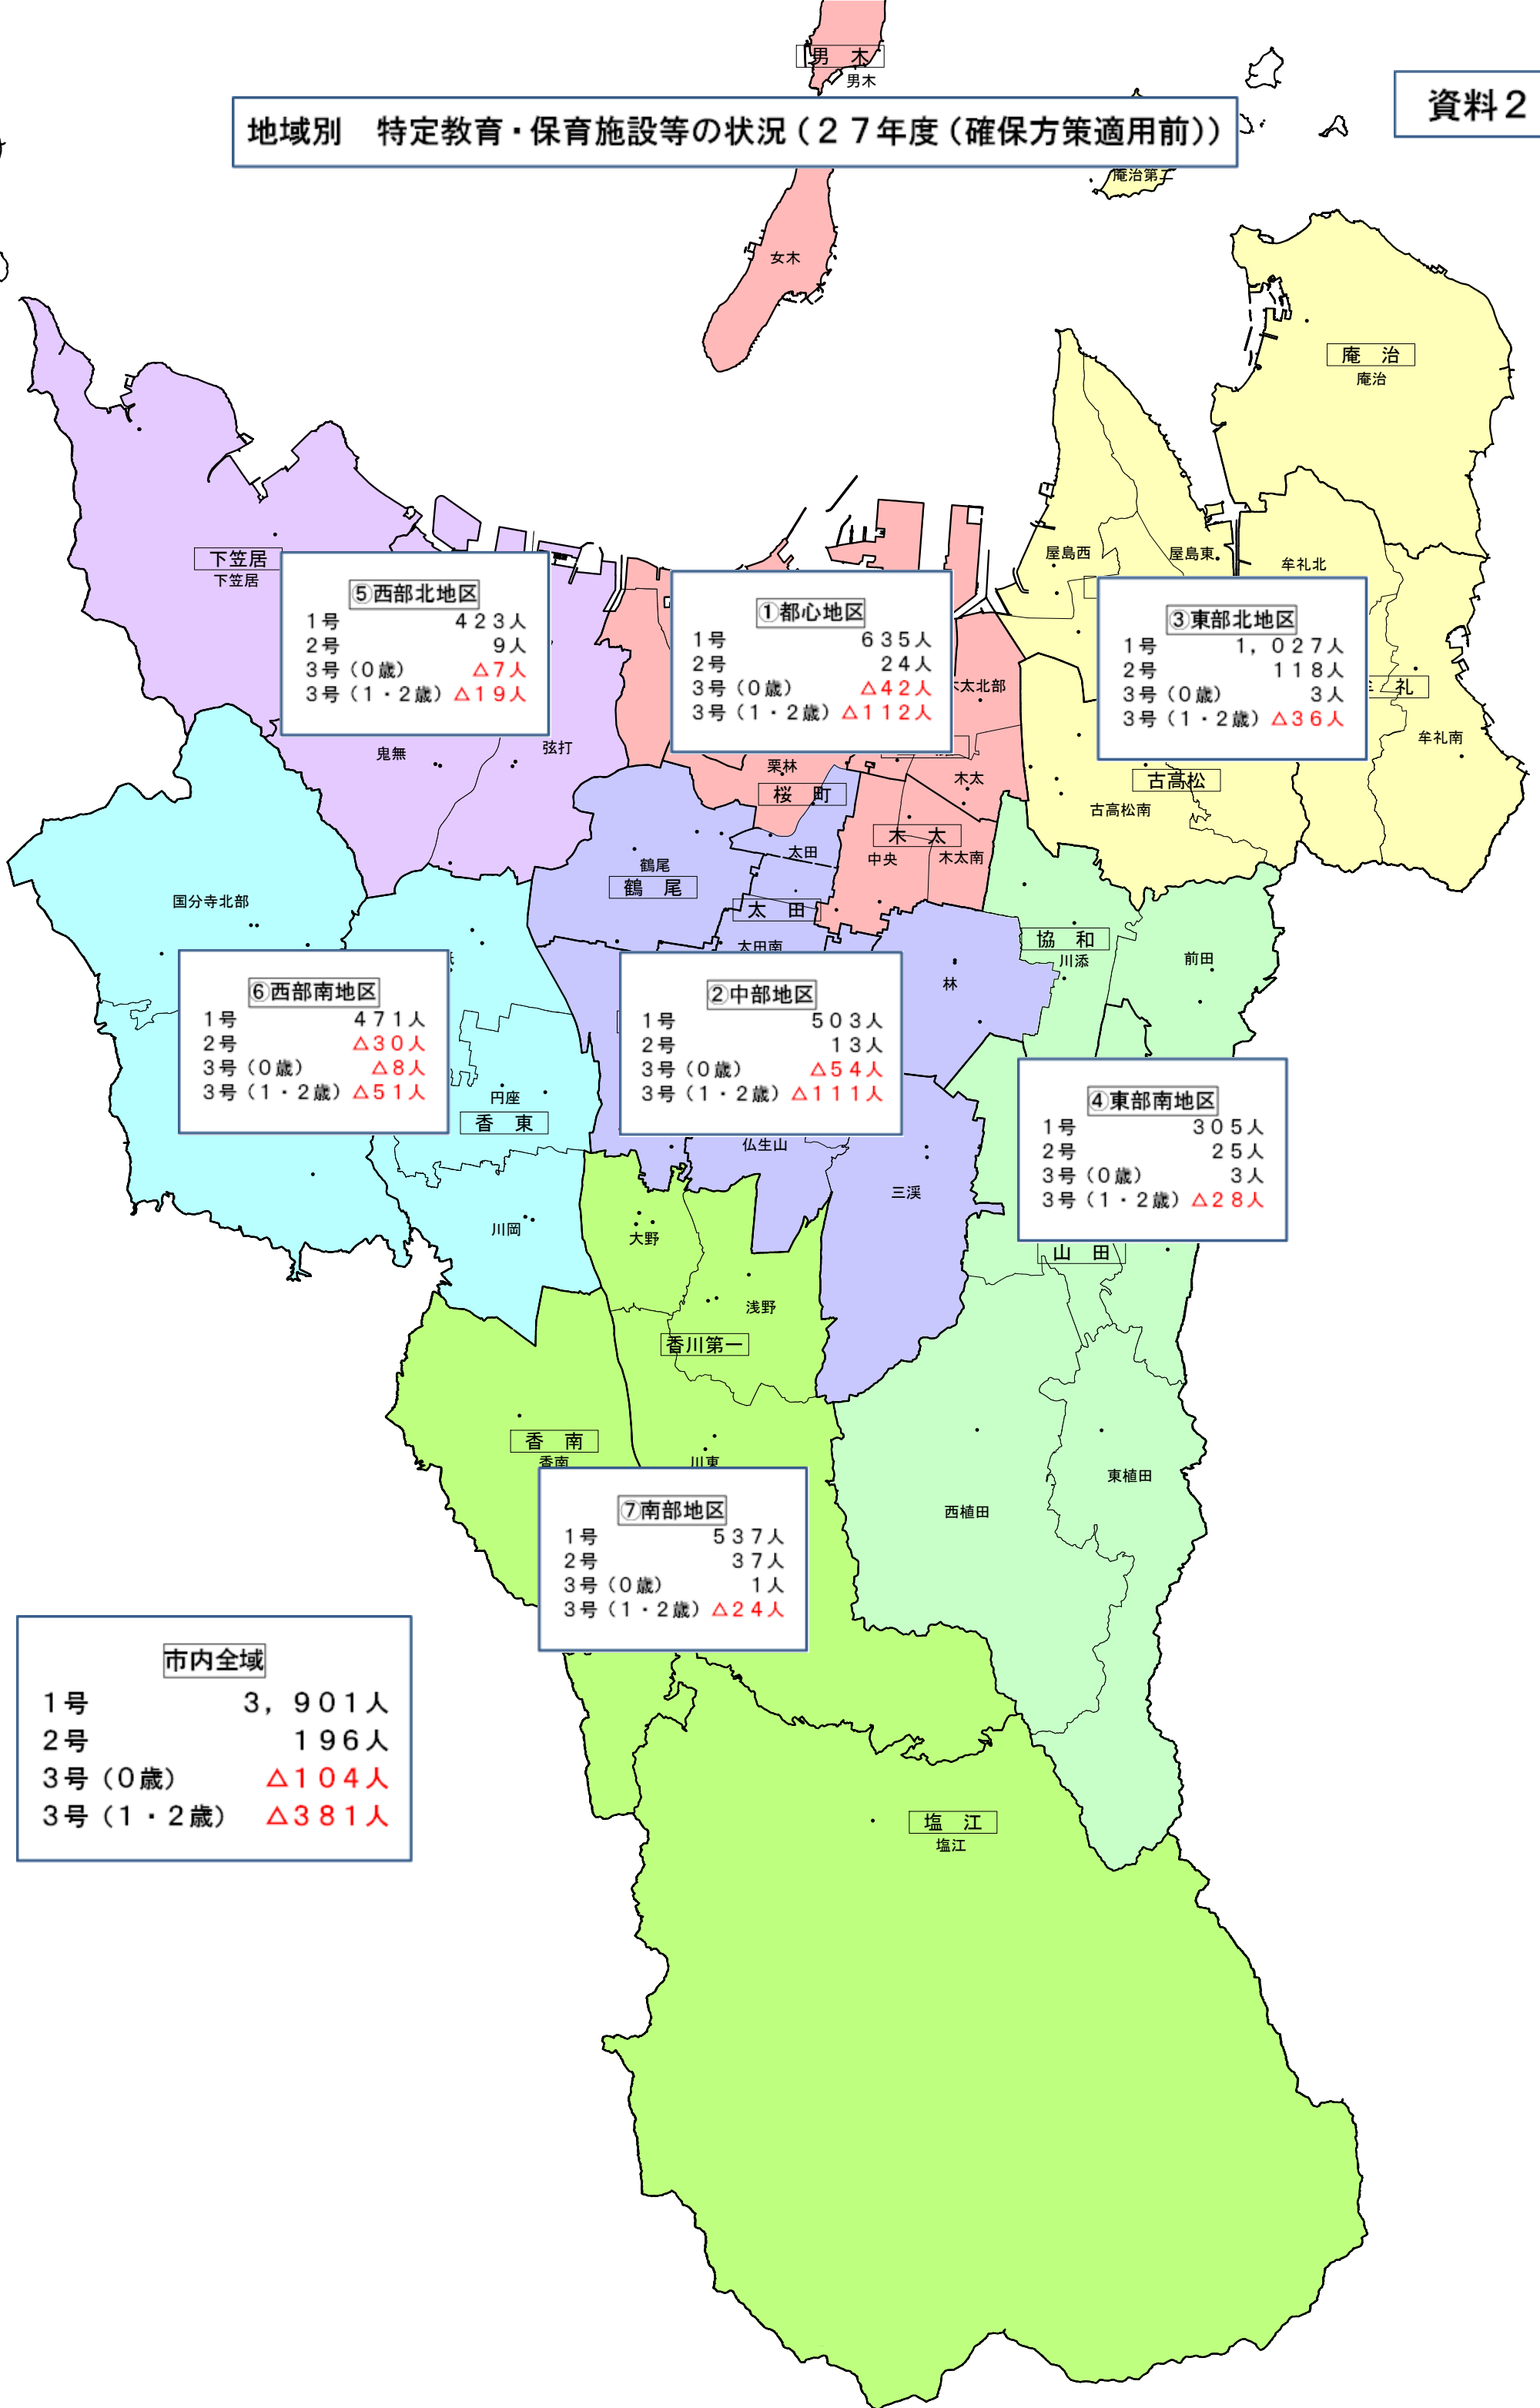 男　木
男木
地域別　特定教育・保育施設等の状況（２７年度（確保方策適用前））
資料２
庵治第二
女木
庵　治
庵治
屋島西
屋島東
牟礼北
下笠居
下笠居
⑤西部北地区
１号　４２３人
２号　９人
３号（０歳）　△７人
３号（１・２歳）△１９人
①都心地区
１号　６３５人
２号　２４人
３号（０歳）　△４２人
３号（１・２歳）△１１２人
③東部北地区
１号　１，０２７人
２号　１１８人
３号（０歳）　３人
３号（１・２歳）△３６人
木太北部
礼
牟礼南
鬼無
弦打
栗林
桜　町
木太
古高松
古高松南
木　太
中央
木太南
太田
鶴尾
鶴　尾
太　田
太田南
国分寺北部
協　和
川添
前田
林
⑥西部南地区
１号　４７１人
２号　△３０人
３号（０歳）　△８人
３号（１・２歳）△５１人
②中部地区
１号　５０３人
２号　１３人
３号（０歳）　△５４人
３号（１・２歳）△１１１人
円座
香　東
④東部南地区
１号　３０５人
２号　２５人
３号（０歳）　３人
３号（１・２歳）△２８人
仏生山
三渓
川岡
大野
山　田
浅野
香川第一
香　南
香南
川東
西植田
東植田
⑦南部地区
１号　５３７人
２号　３７人
３号（０歳）　１人
３号（１・２歳）△２４人
市内全域
１号　３，９０１人
２号　１９６人
３号（０歳）　△１０４人
３号（１・２歳）　△３８１人
塩　江
塩江